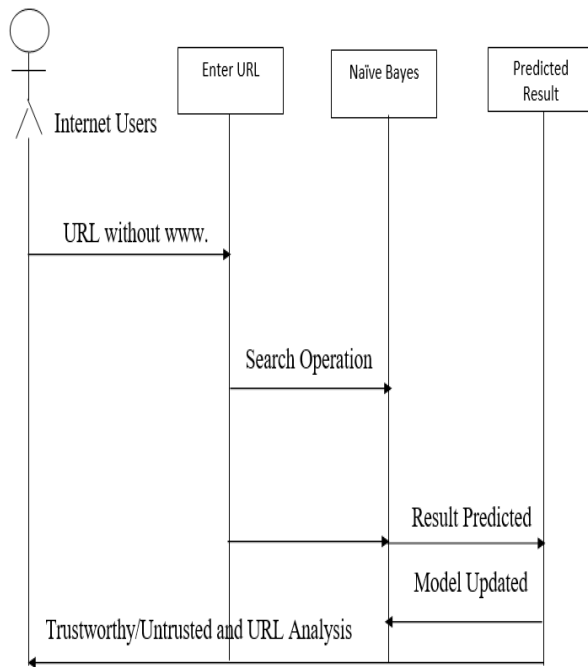 Enter URL
Naïve Bayes
Predicted
Result
Internet Users
URL without www.
Search Operation
Result Predicted
Model Updated
Trustworthy/Untrusted and URL Analysis